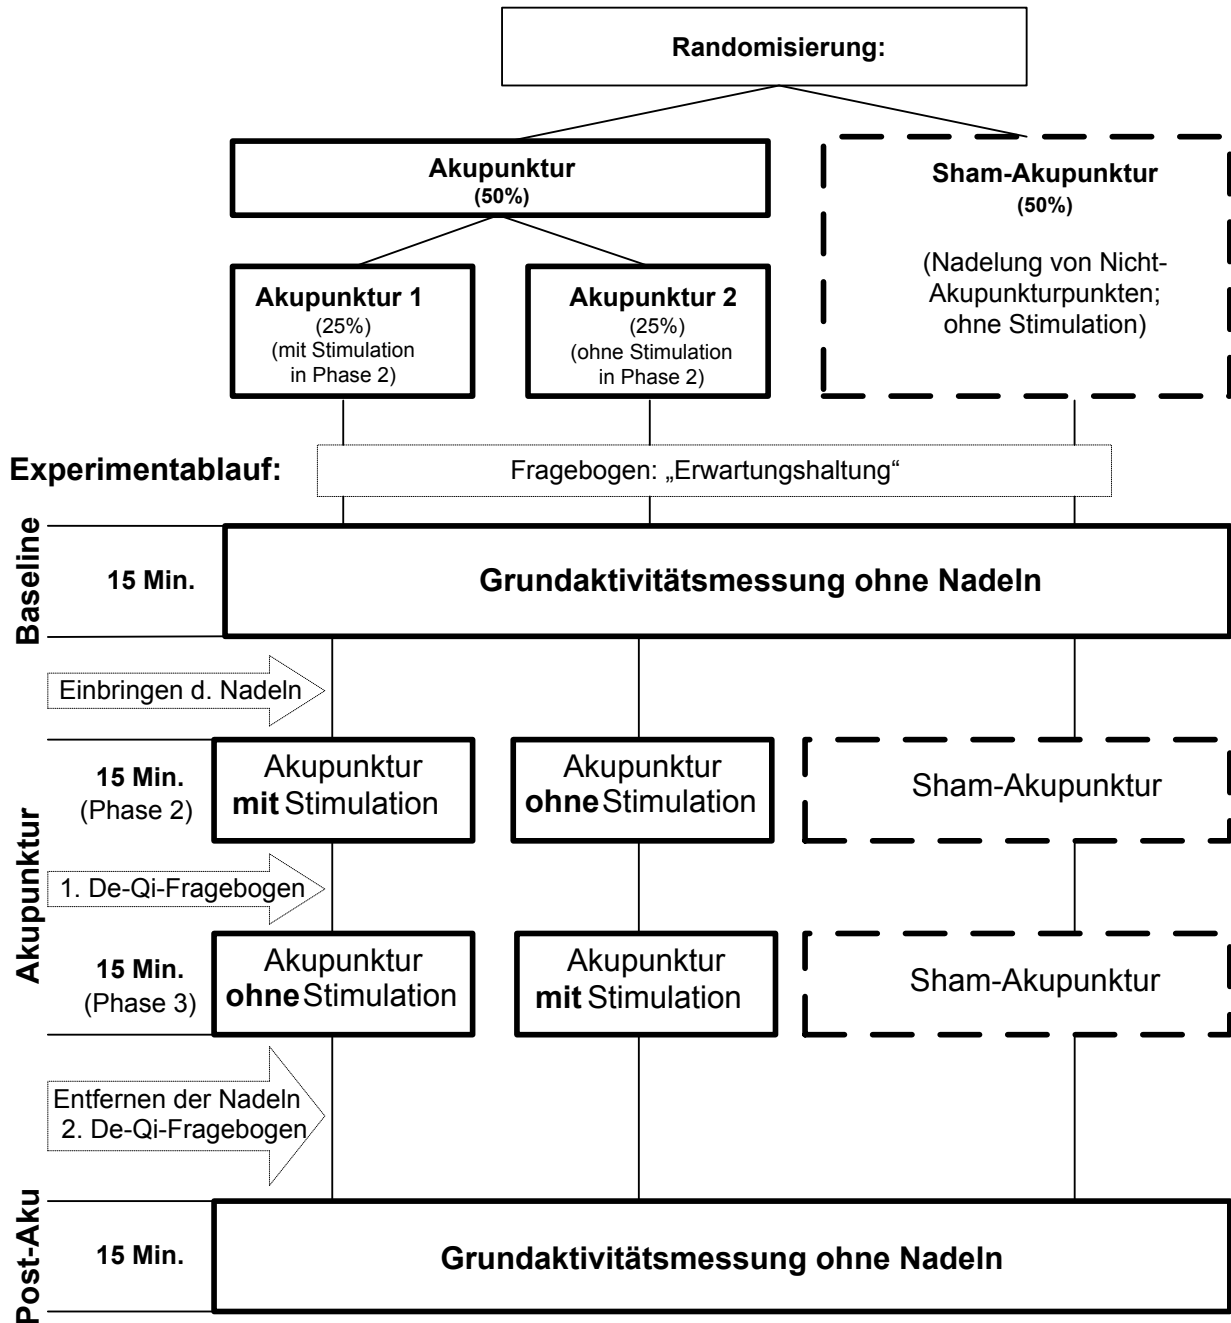 Randomisierung:
Akupunktur
(50%)
Sham-Akupunktur
(50%)
(Nadelung von Nicht-
Akupunkturpunkten;
ohne Stimulation)
Akupunktur 1
(25%)
(mit Stimulation
in Phase 2)
Akupunktur 2
(25%)
(ohne Stimulation
in Phase 2)
Experimentablauf:
Fragebogen: „Erwartungshaltung“
Baseline
15 Min.
Grundaktivitätsmessung ohne Nadeln
Einbringen d. Nadeln
Akupunktur
15 Min.
(Phase 2)
Akupunktur
mit Stimulation
Akupunktur
ohne Stimulation
Sham-Akupunktur
1. De-Qi-Fragebogen
15 Min.
(Phase 3)
Akupunktur
ohne Stimulation
Akupunktur
mit Stimulation
Sham-Akupunktur
Entfernen der Nadeln
2. De-Qi-Fragebogen
Post-Aku
15 Min.
Grundaktivitätsmessung ohne Nadeln